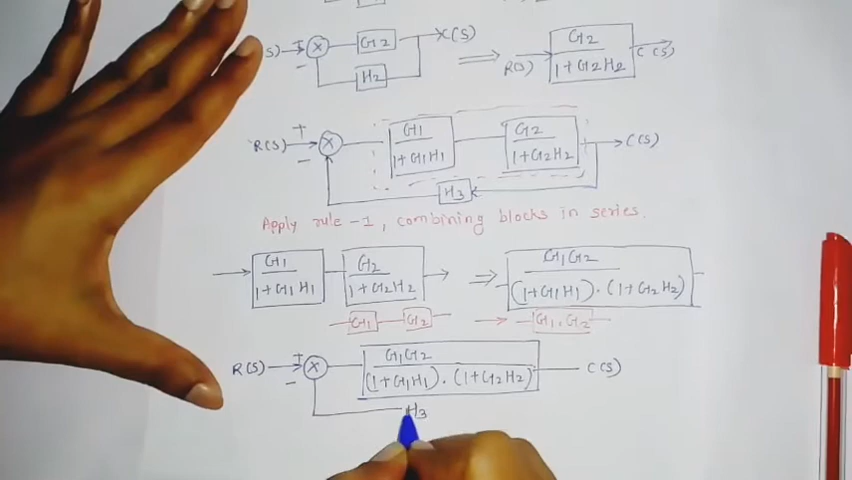 S) + G2 C(S) ⟹ R(S) G2/(1+G2H2) C(S)
− H2
R(S) + G1/(1+G1H1) G2/(1+G2H2) C(S)
−
H3
Apply rule -1, combining blocks in series.
G1/(1+G1H1) G2/(1+G2H2) ⟹ G1G2/((1+G1H1).(1+G2H2))
G1 G2 → G1.G2
R(S) + G1G2/((1+G1H1).(1+G2H2)) C(S)
−
H3